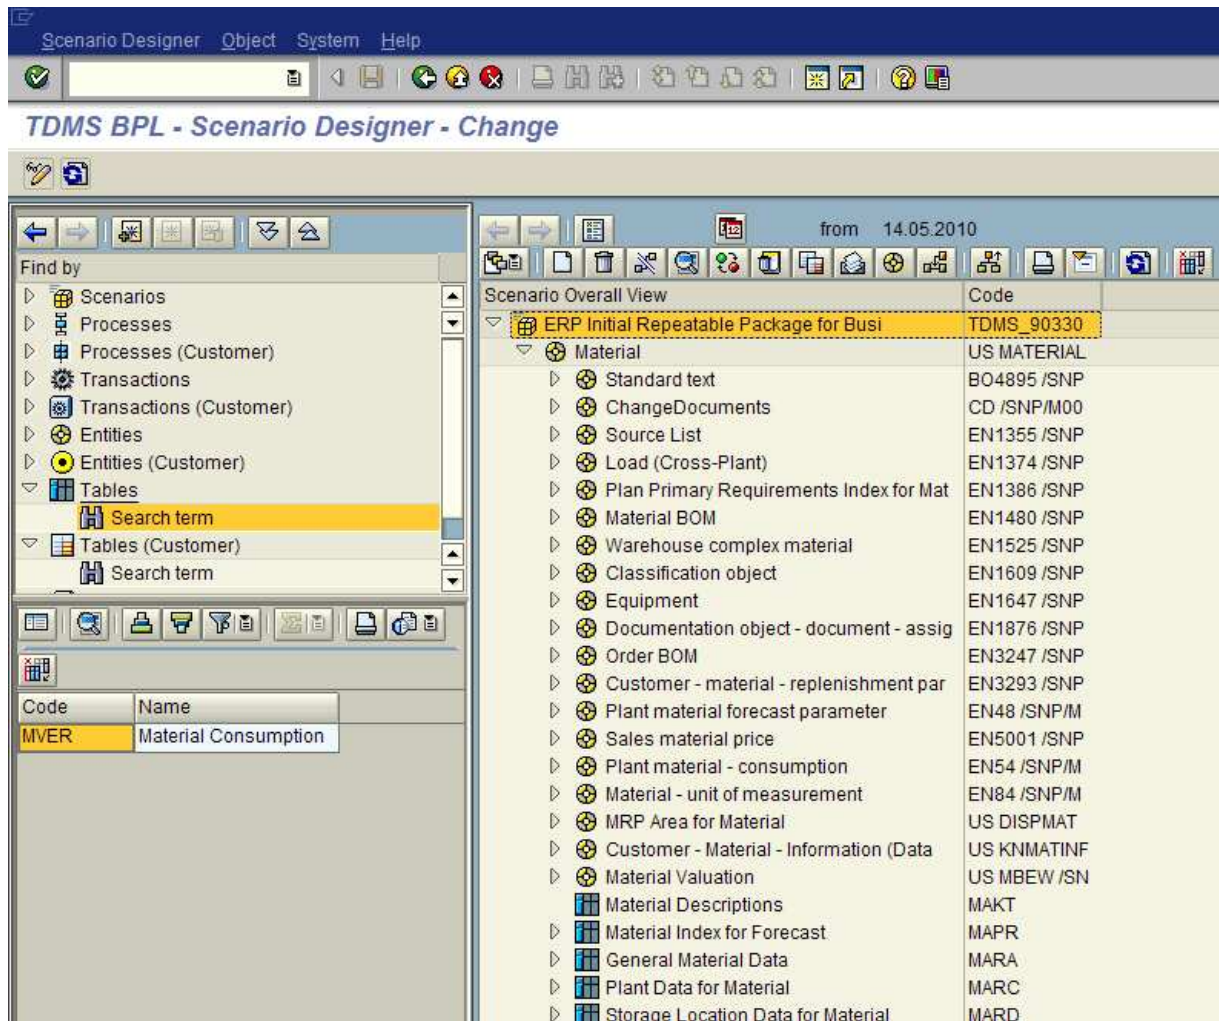 Scenario Designer Object System Help
TDMS BPL - Scenario Designer - Change
Find by
Scenarios
Processes
Processes (Customer)
Transactions
Transactions (Customer)
Entities
Entities (Customer)
Tables
Search term
Tables (Customer)
Search term
Code Name
MVER Material Consumption
from 14.05.2010
Scenario Overall View Code
ERP Initial Repeatable Package for Busi TDMS_90330
Material US MATERIAL
Standard text BO4895 /SNP
ChangeDocuments CD /SNP/M00
Source List EN1355 /SNP
Load (Cross-Plant) EN1374 /SNP
Plan Primary Requirements Index for Mat EN1386 /SNP
Material BOM EN1480 /SNP
Warehouse complex material EN1525 /SNP
Classification object EN1609 /SNP
Equipment EN1647 /SNP
Documentation object - document - assig EN1876 /SNP
Order BOM EN3247 /SNP
Customer - material - replenishment par EN3293 /SNP
Plant material forecast parameter EN48 /SNP/M
Sales material price EN5001 /SNP
Plant material - consumption EN54 /SNP/M
Material - unit of measurement EN84 /SNP/M
MRP Area for Material US DISPMAT
Customer - Material - Information (Data US KNMATINF
Material Valuation US MBEW /SN
Material Descriptions MAKT
Material Index for Forecast MAPR
General Material Data MARA
Plant Data for Material MARC
Storage Location Data for Material MARD